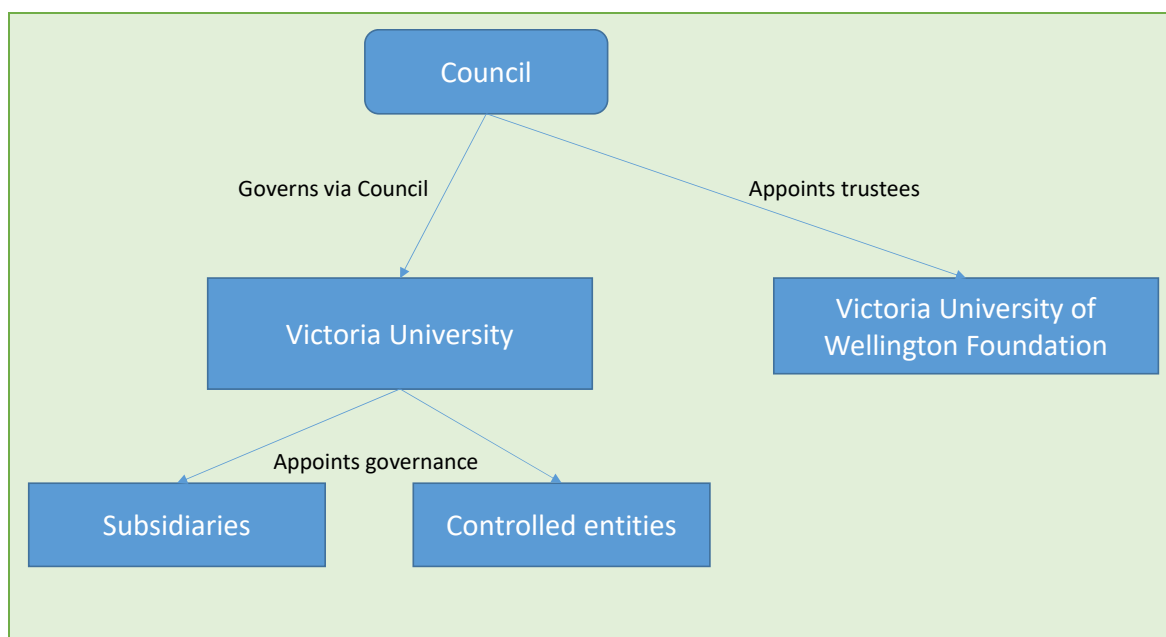 Council
Governs via Council
Appoints trustees
Victoria University
Victoria University of
Wellington Foundation
Appoints governance
Subsidiaries
Controlled entities